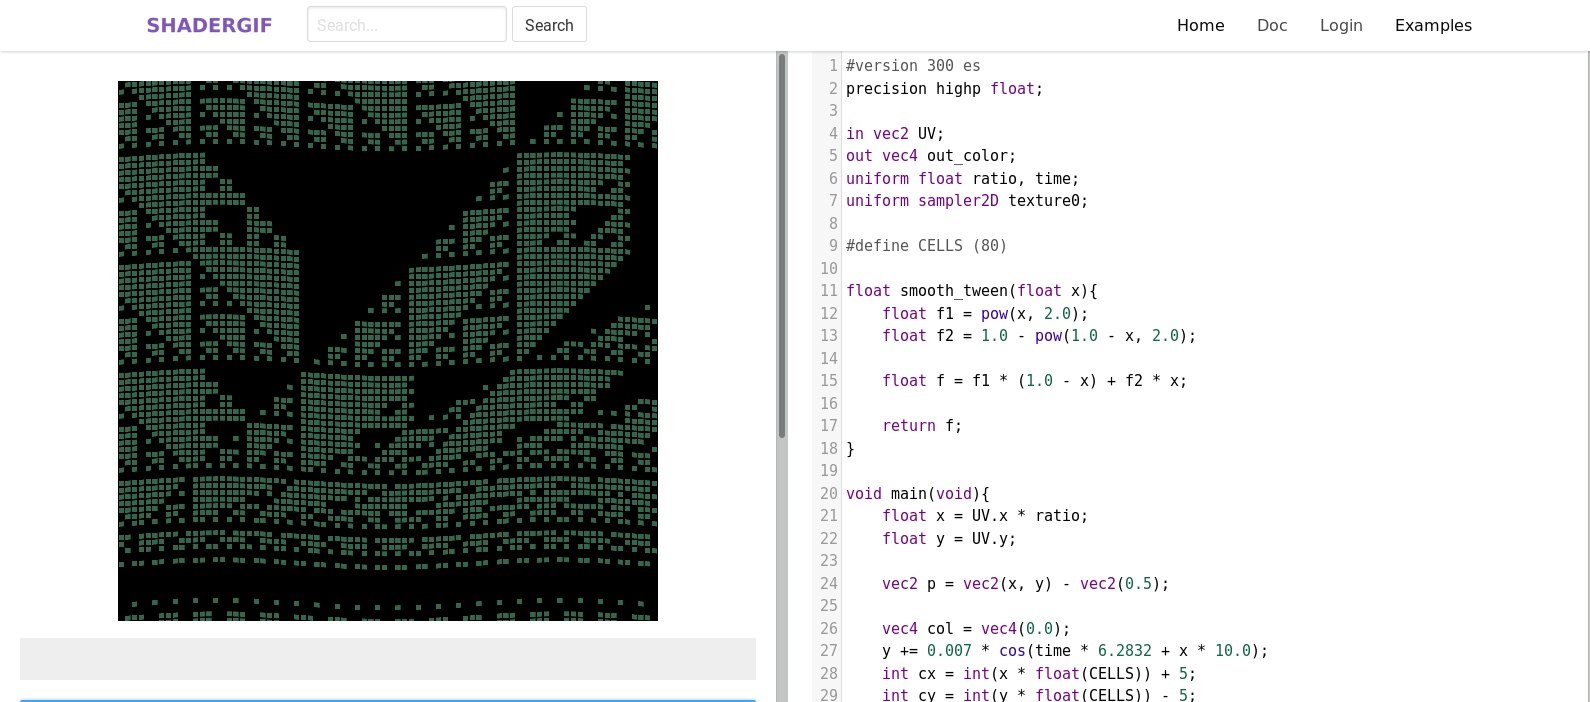 SHADERGIF
Search...
Search
Home
Doc
Login
Examples
1 #version 300 es
2 precision highp float;
3
4 in vec2 UV;
5 out vec4 out_color;
6 uniform float ratio, time;
7 uniform sampler2D texture0;
8
9 #define CELLS (80)
10
11 float smooth_tween(float x){
12     float f1 = pow(x, 2.0);
13     float f2 = 1.0 - pow(1.0 - x, 2.0);
14
15     float f = f1 * (1.0 - x) + f2 * x;
16
17     return f;
18 }
19
20 void main(void){
21     float x = UV.x * ratio;
22     float y = UV.y;
23
24     vec2 p = vec2(x, y) - vec2(0.5);
25
26     vec4 col = vec4(0.0);
27     y += 0.007 * cos(time * 6.2832 + x * 10.0);
28     int cx = int(x * float(CELLS)) + 5;
29     int cy = int(y * float(CELLS)) - 5;